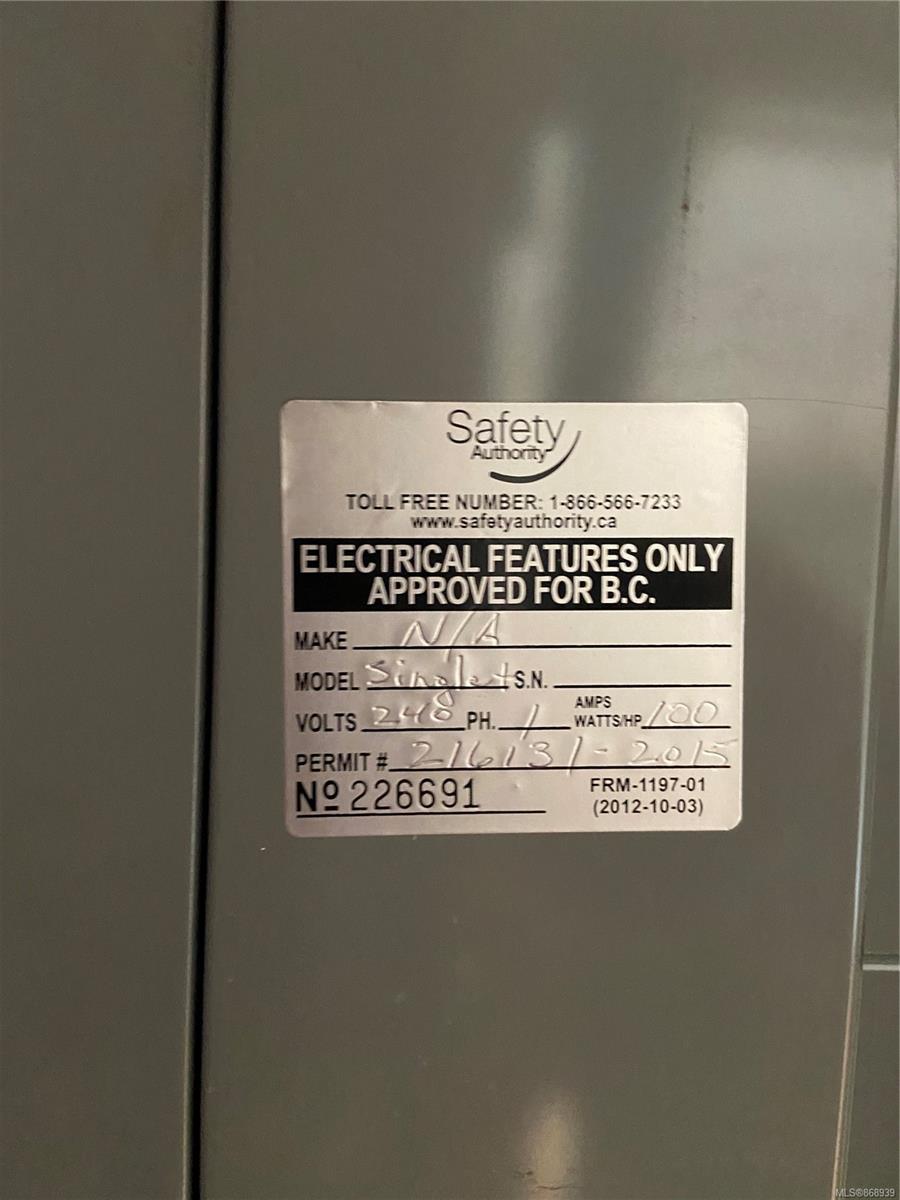 Safety
Authority
TOLL FREE NUMBER: 1-866-566-7233
www.safetyauthority.ca
ELECTRICAL FEATURES ONLY
APPROVED FOR B.C.
MAKE N/A
MODEL Singlet S.N.
VOLTS 240 PH. 1 AMPS WATTS/HP 100
PERMIT # 216131-2015
Nº 226691 FRM-1197-01
(2012-10-03)
MLS®868939